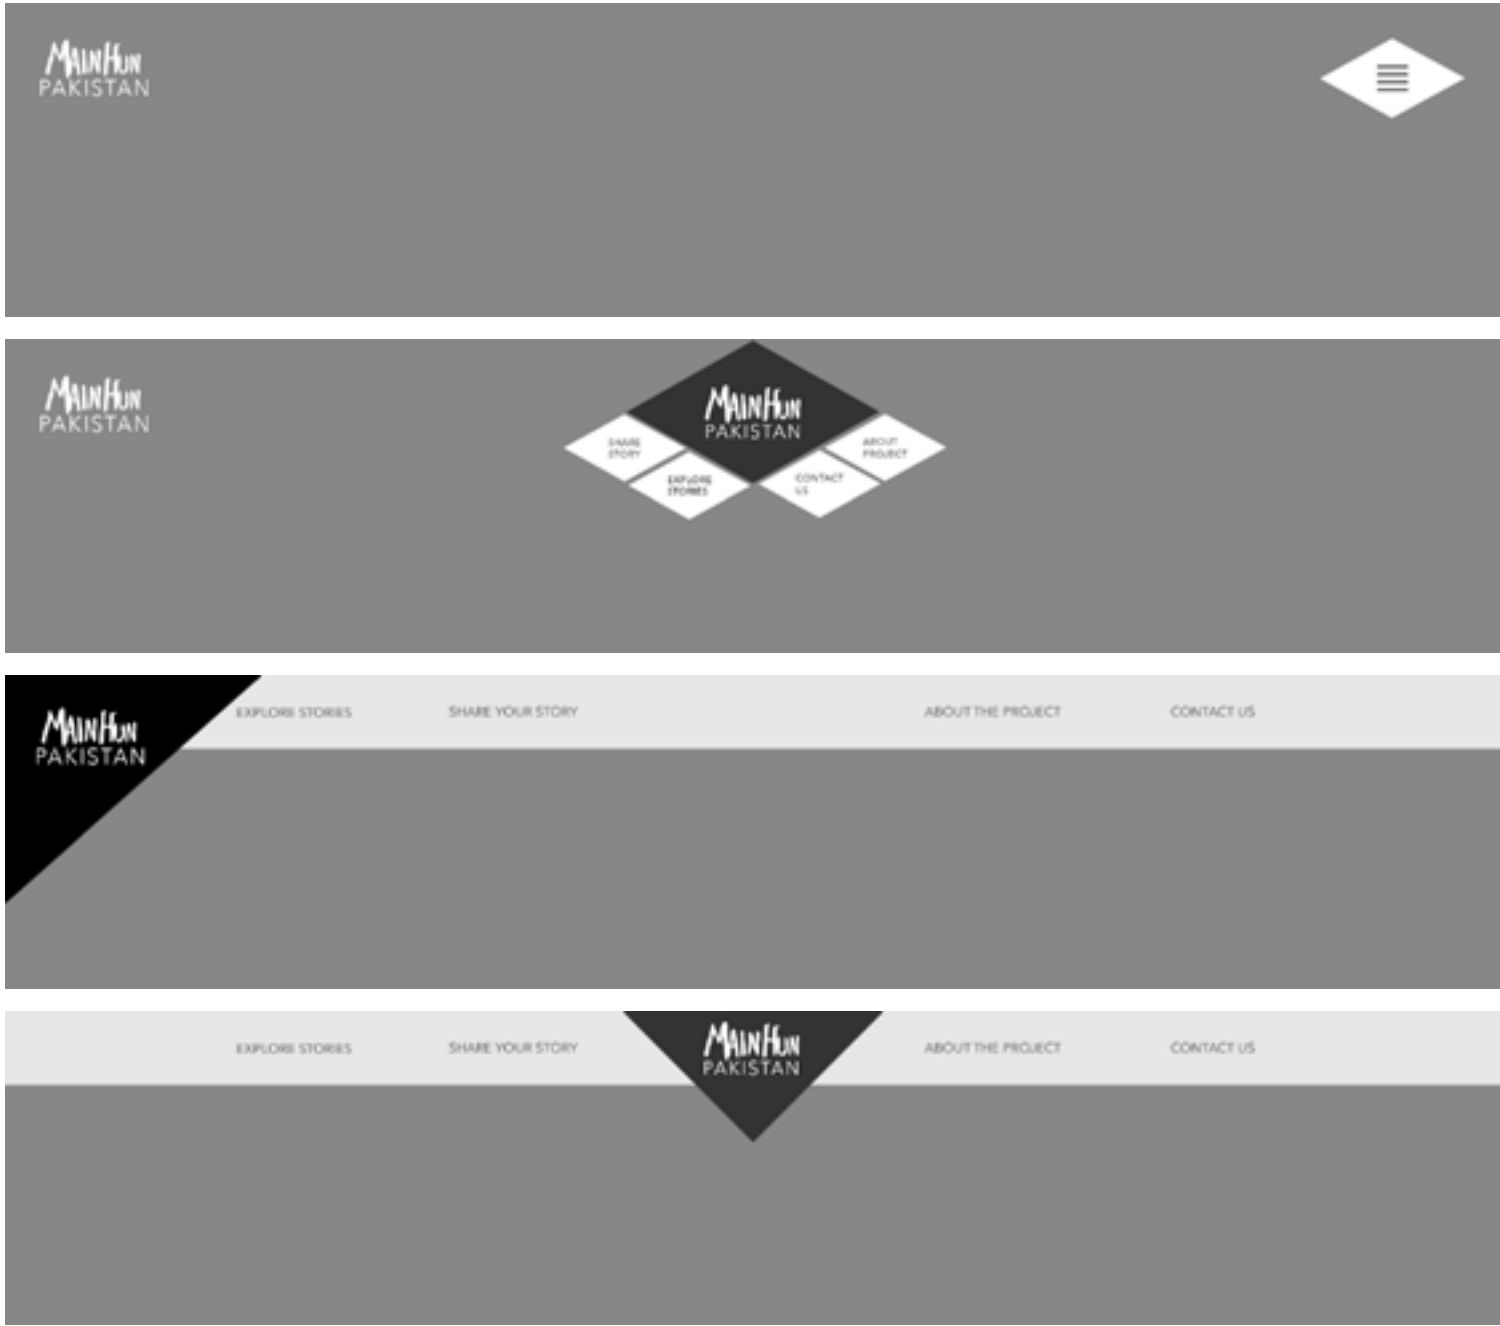 MAIN HUN
PAKISTAN
MAIN HUN
PAKISTAN
MAIN HUN
PAKISTAN
SHARE
STORY
EXPLORE
STORIES
CONTACT
US
ABOUT
PROJECT
MAIN HUN
PAKISTAN
EXPLORE STORIES
SHARE YOUR STORY
ABOUT THE PROJECT
CONTACT US
EXPLORE STORIES
SHARE YOUR STORY
MAIN HUN
PAKISTAN
ABOUT THE PROJECT
CONTACT US